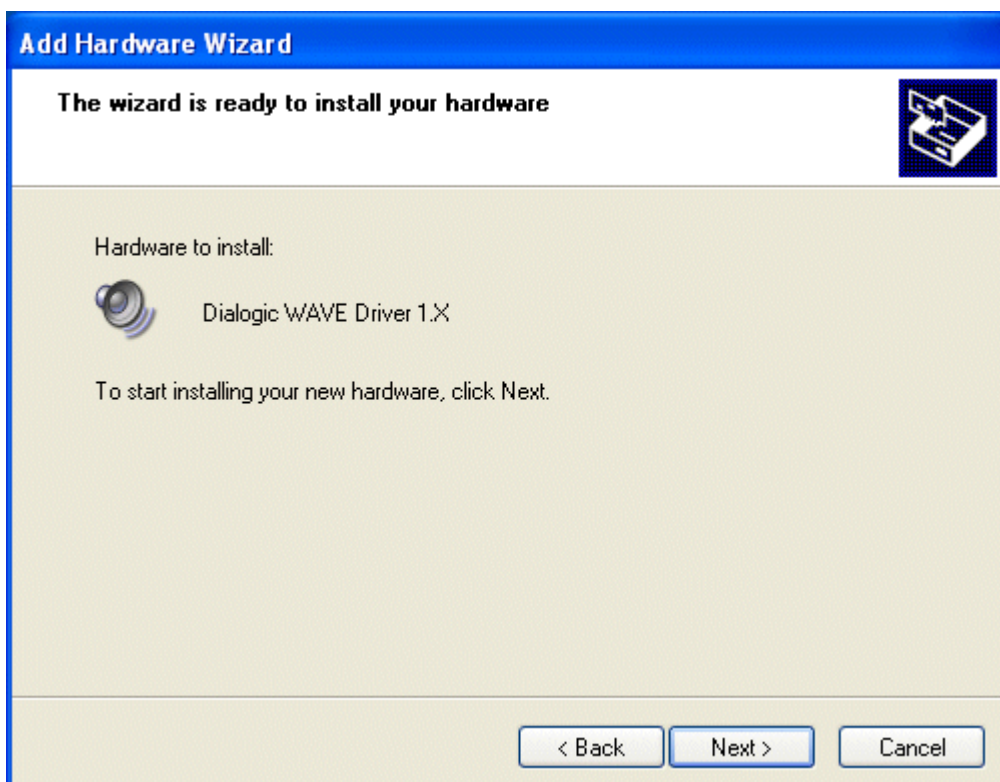 Add Hardware Wizard
The wizard is ready to install your hardware
Hardware to install:
Dialogic WAVE Driver 1.X
To start installing your new hardware, click Next.
< Back
Next >
Cancel